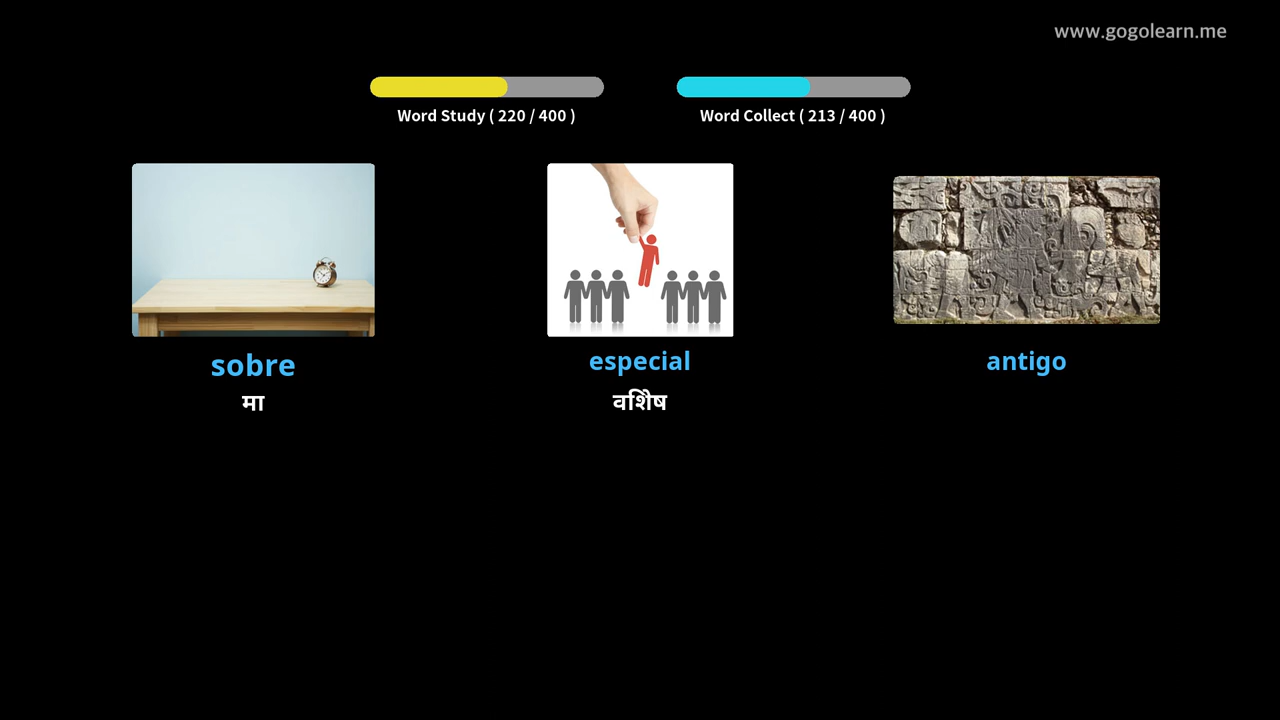 www.gogolearn.me
Word Study ( 220 / 400 )
Word Collect ( 213 / 400 )
sobre
especial
antigo
मा
विशेष